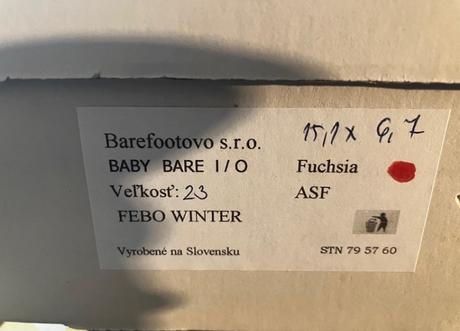 Barefootovo s.r.o. 15,1 x 6,7
BABY BARE I/O Fuchsia
Veľkosť: 23 ASF
FEBO WINTER
Vyrobené na Slovensku STN 79 57 60